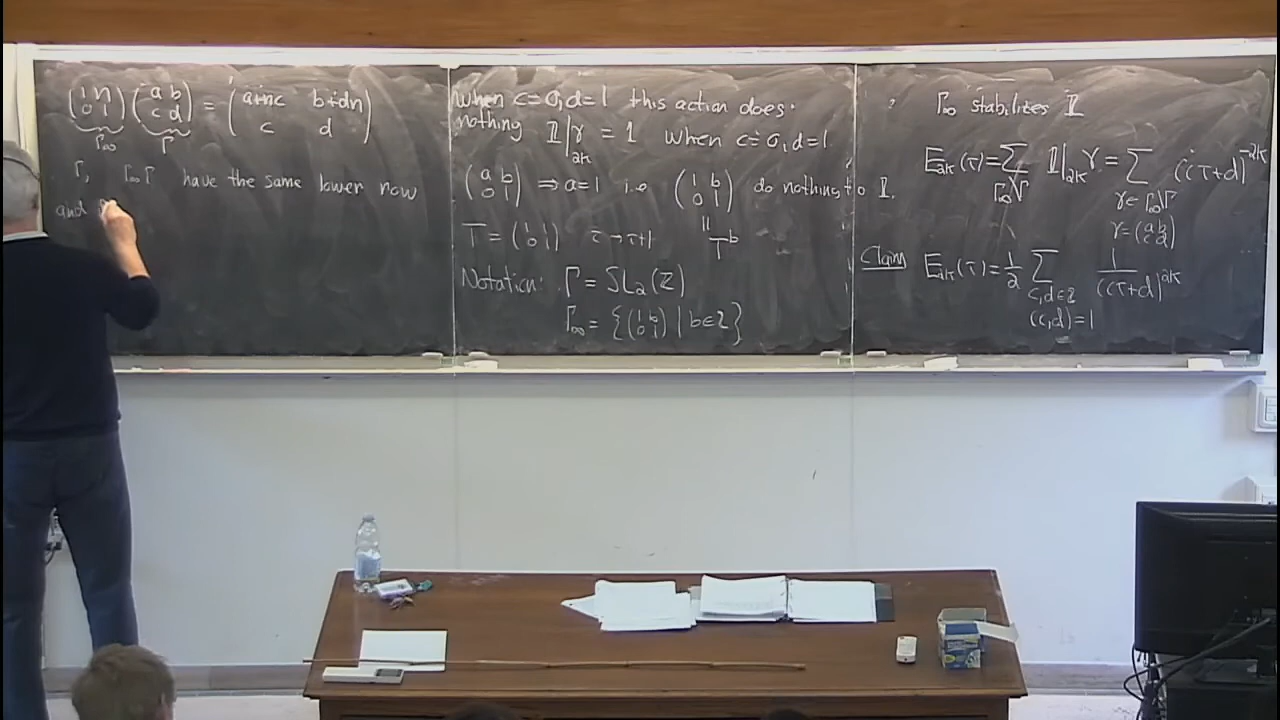 (1 n; 0 1) (a b; c d) = (a+nc b+dn; c d)
Γ∞ Γ
Γ, Γ∞Γ have the same lower now
and
when c=0, d=1 this action does
nothing 𝟙|₂ₖ γ = 1 when c=0, d=1
(a b; 0 1) ⇒ a=1 i.e (1 b; 0 1) do nothing to 𝟙.
T = (1 1; 0 1) τ→τ+1 = T^b
Notation: Γ = SL₂(Z)
Γ∞ = {(1 b; 0 1) | b∈Z}
Γ∞ stabilizes 𝟙
E₂ₖ(τ) = ∑_{Γ∞\Γ} 𝟙|₂ₖ γ = ∑_{γ∈Γ∞\Γ, γ=(a b; c d)} (cτ+d)^{-2k}
Claim E₂ₖ(τ) = 1/2 ∑_{c,d∈Z, (c,d)=1} 1/(cτ+d)^{2k}